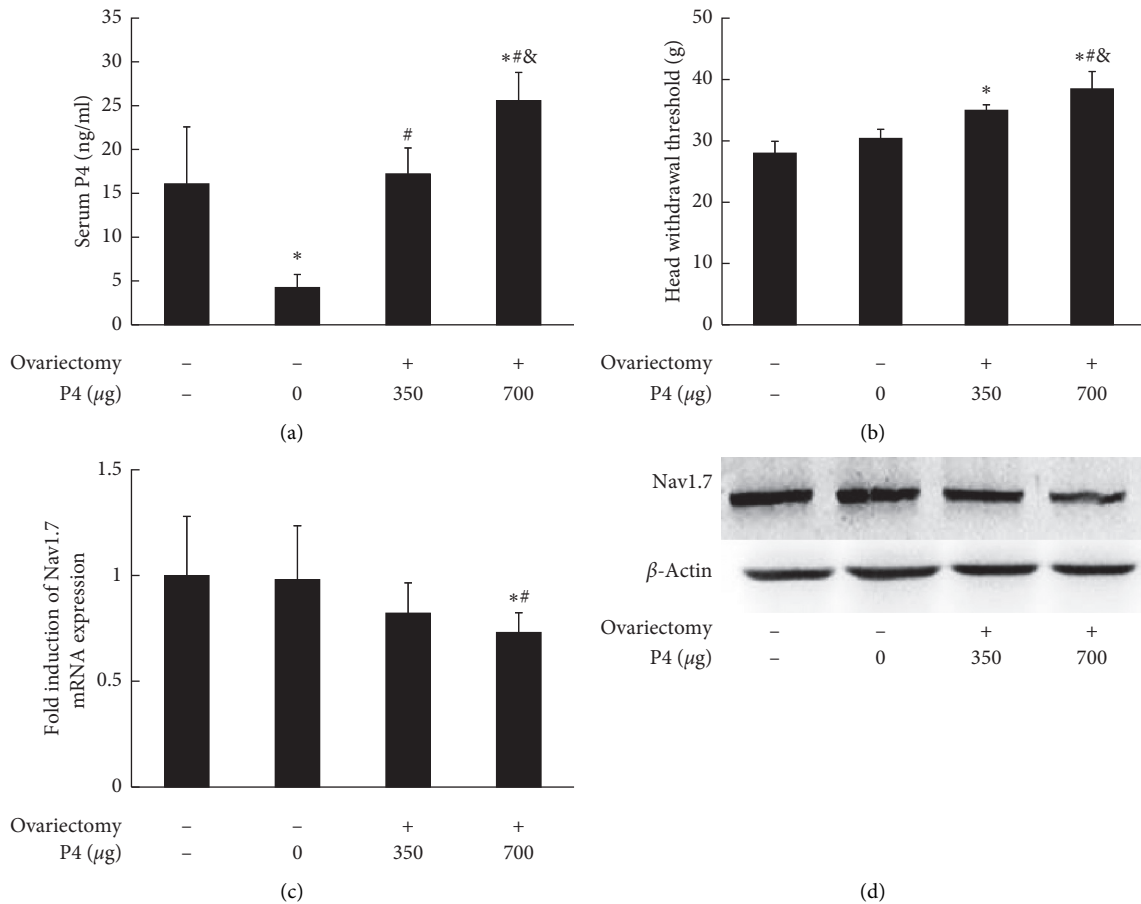 35
30
25
20
15
10
5
0
Serum P4 (ng/ml)
*
#
*#&
Ovariectomy – – + +
P4 (µg) – 0 350 700
(a)
50
40
30
20
10
0
Head withdrawal threshold (g)
*
*#&
Ovariectomy – – + +
P4 (µg) – 0 350 700
(b)
1.5
1
0.5
0
Fold induction of Nav1.7
mRNA expression
*#
Ovariectomy – – + +
P4 (µg) – 0 350 700
(c)
Nav1.7
β-Actin
Ovariectomy – – + +
P4 (µg) – 0 350 700
(d)